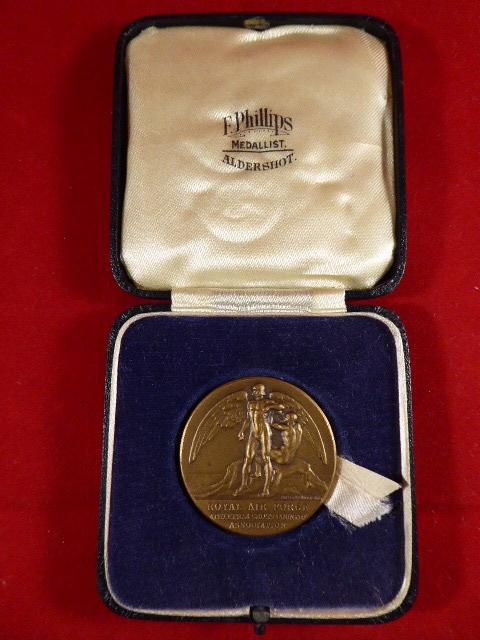 F. Phillips
MEDALLIST.
ALDERSHOT.
ROYAL AIR FORCE
ASSOCIATION